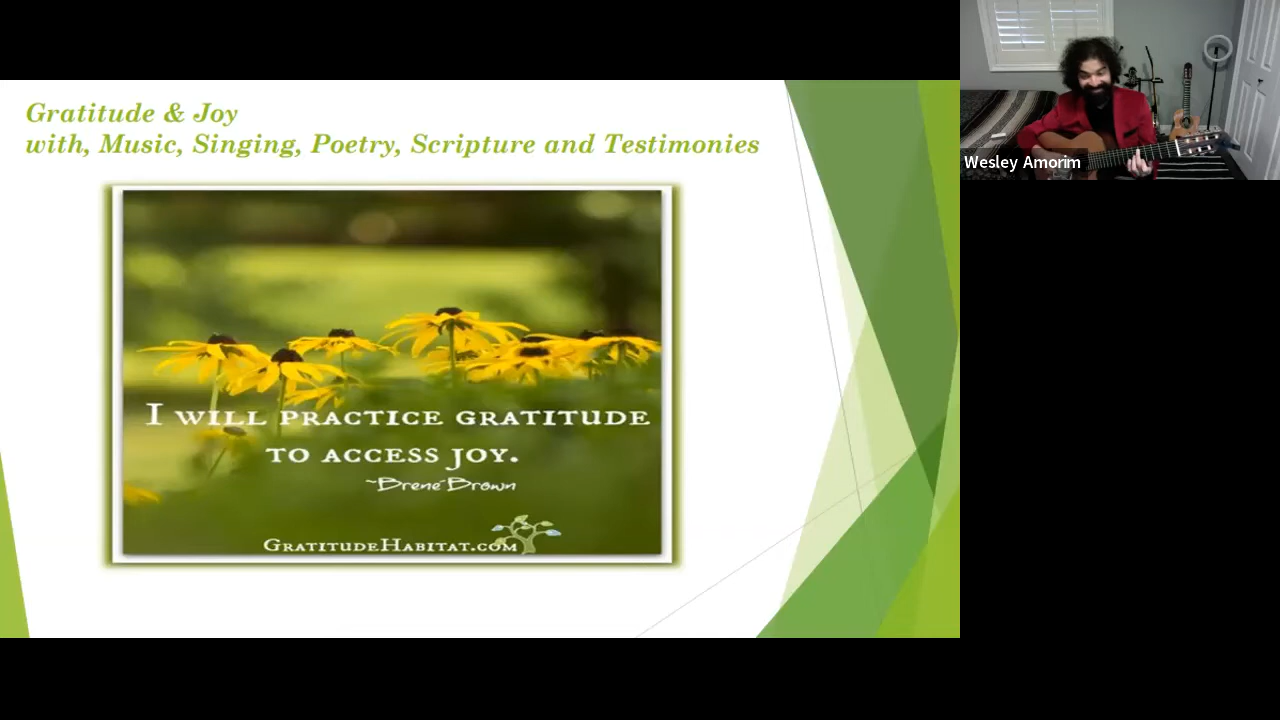 Gratitude & Joy
with, Music, Singing, Poetry, Scripture and Testimonies
I WILL PRACTICE GRATITUDE
TO ACCESS JOY.
~Brené Brown
GRATITUDEHABITAT.COM
Wesley Amorim